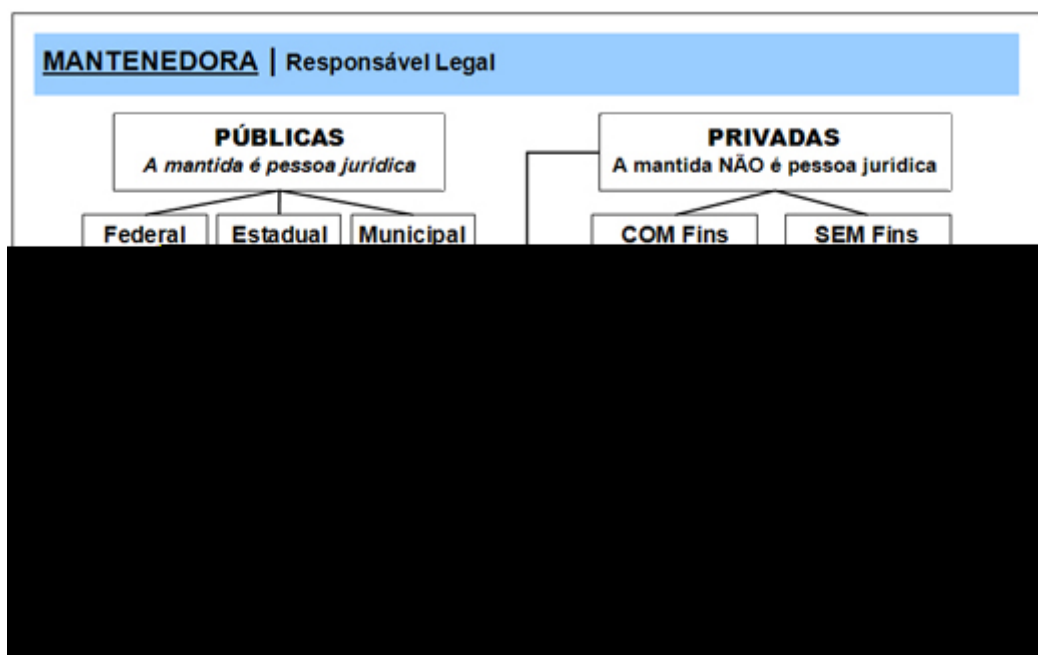 MANTENEDORA | Responsável Legal
PÚBLICAS
A mantida é pessoa jurídica
PRIVADAS
A mantida NÃO é pessoa jurídica
Federal
Estadual
Municipal
COM Fins
SEM Fins